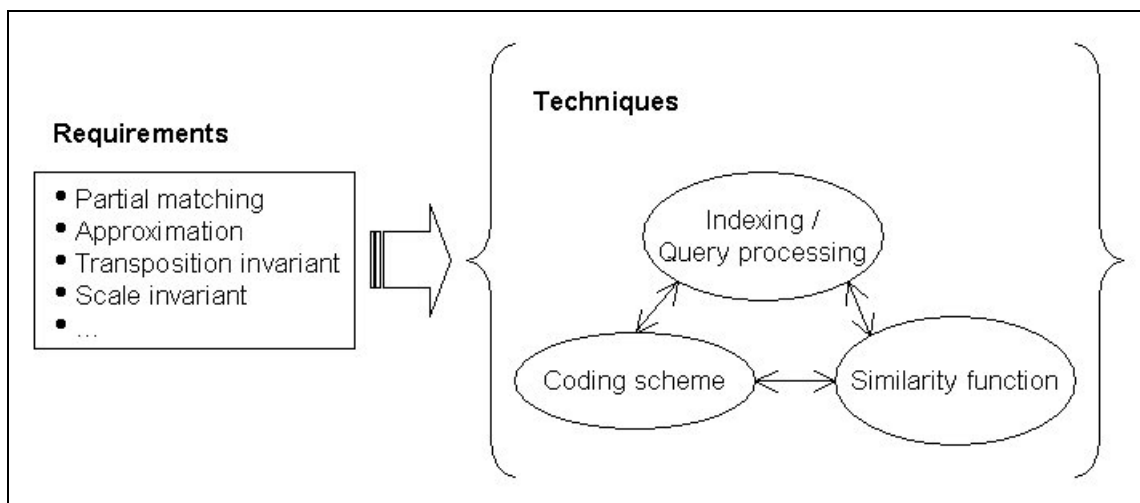 Requirements
• Partial matching
• Approximation
• Transposition invariant
• Scale invariant
• ...
Techniques
Indexing /
Query processing
Coding scheme
Similarity function